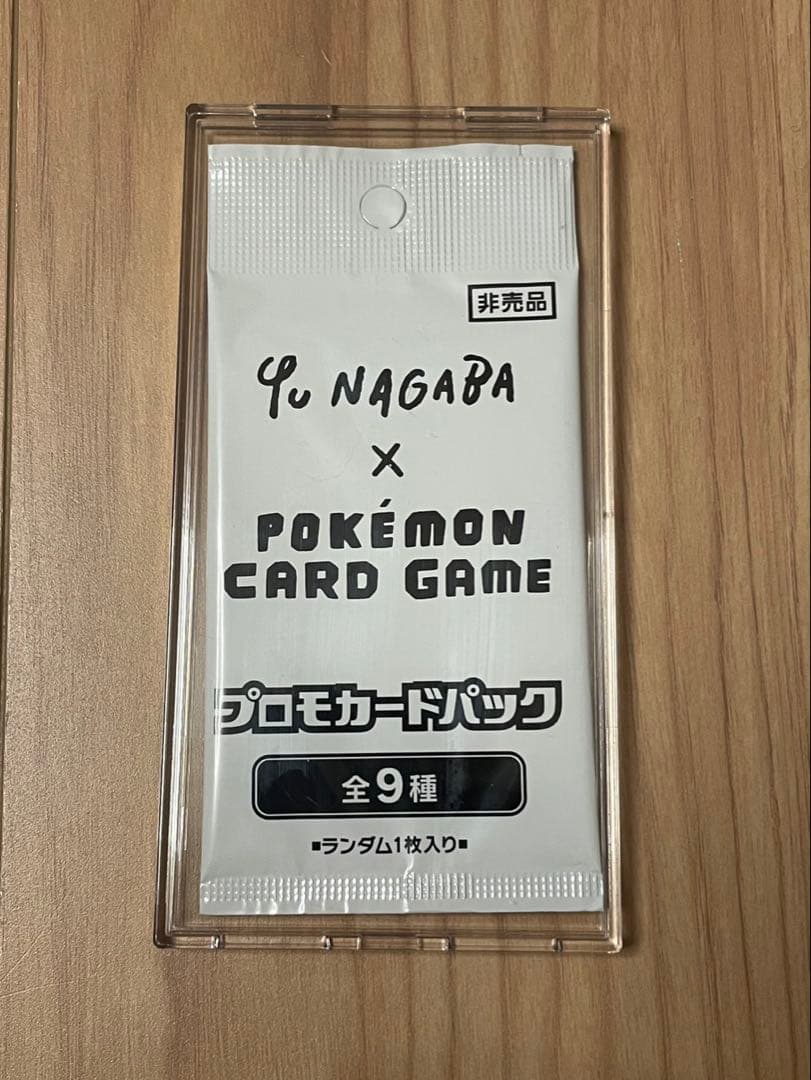 非売品
Yu NAGABA
×
POKÉMON
CARD GAME
プロモカードパック
全9種
■ランダム1枚入り■